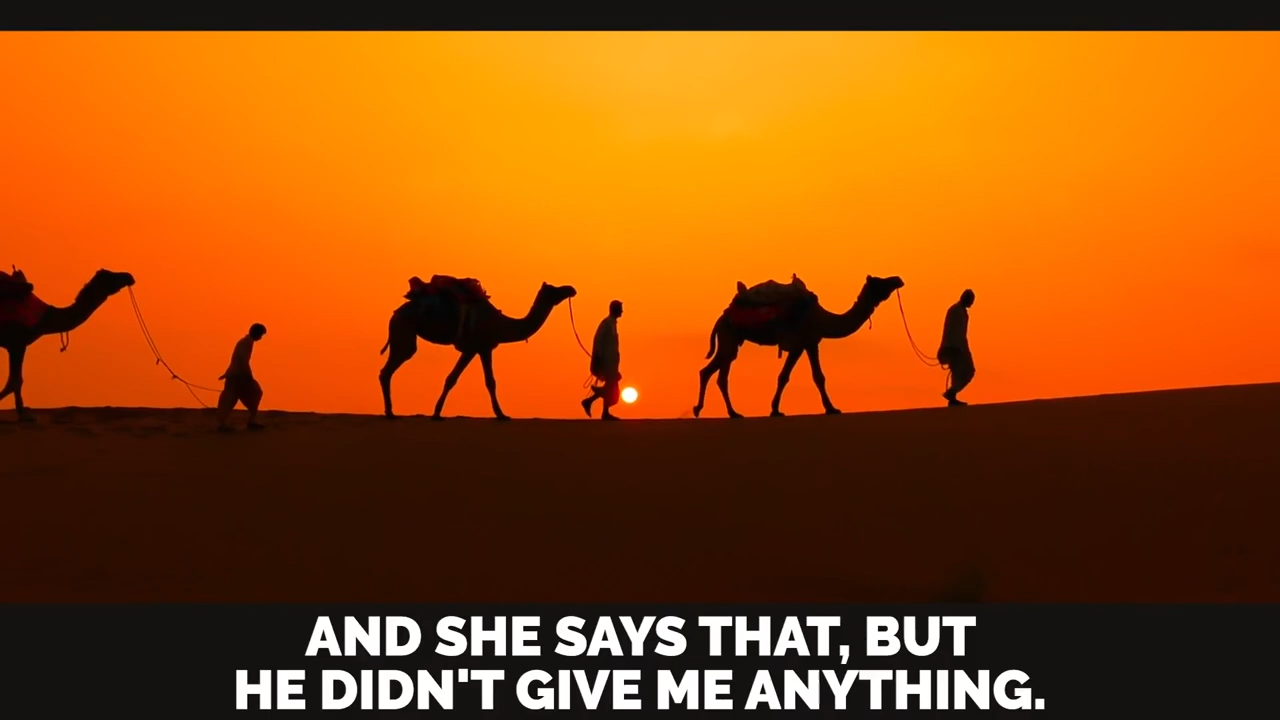 AND SHE SAYS THAT, BUT
HE DIDN'T GIVE ME ANYTHING.